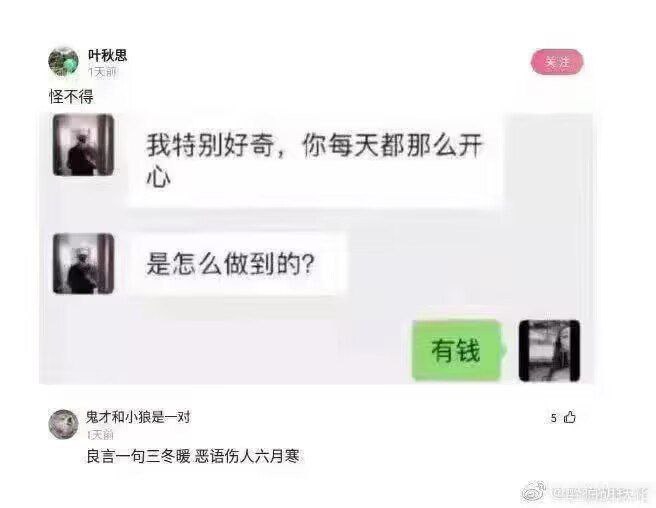 叶秋思
1天前
关注
怪不得
我特别好奇，你每天都那么开
心
是怎么做到的？
有钱
鬼才和小狼是一对
5
1天前
良言一句三冬暖 恶语伤人六月寒